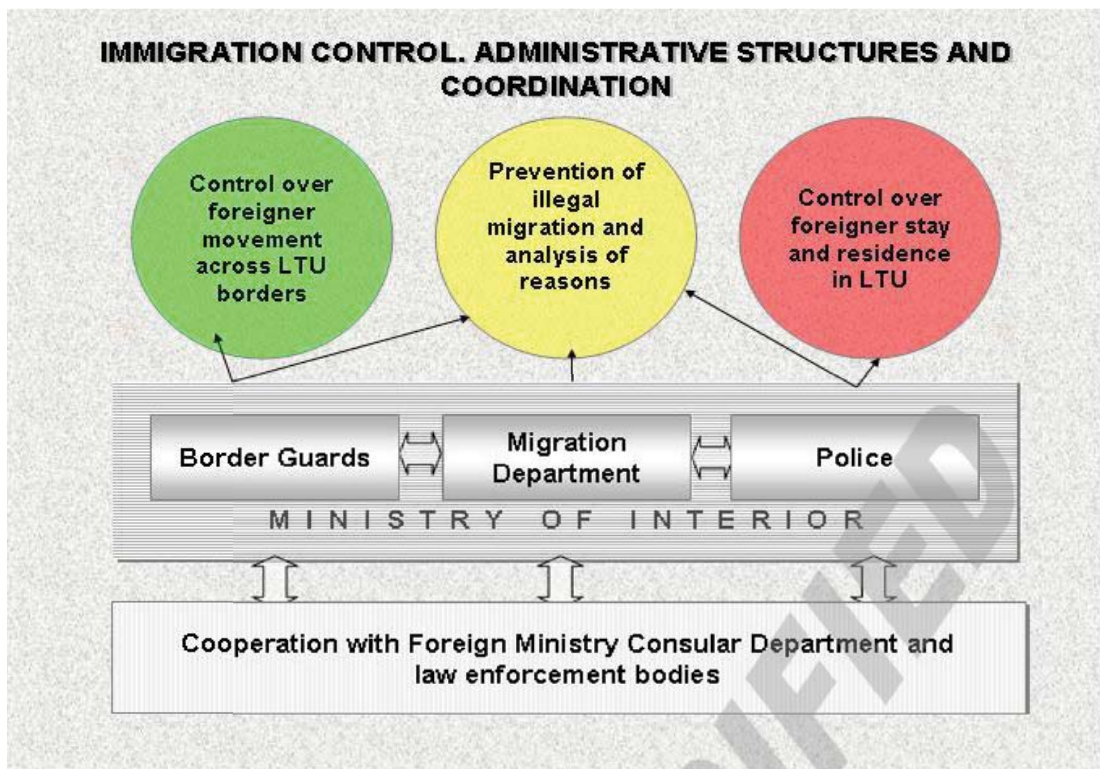 IMMIGRATION CONTROL. ADMINISTRATIVE STRUCTURES AND
COORDINATION
Control over
foreigner
movement
across LTU
borders
Prevention of
illegal
migration and
analysis of
reasons
Control over
foreigner stay
and residence
in LTU
Border Guards
Migration
Department
Police
MINISTRY OF INTERIOR
Cooperation with Foreign Ministry Consular Department and
law enforcement bodies